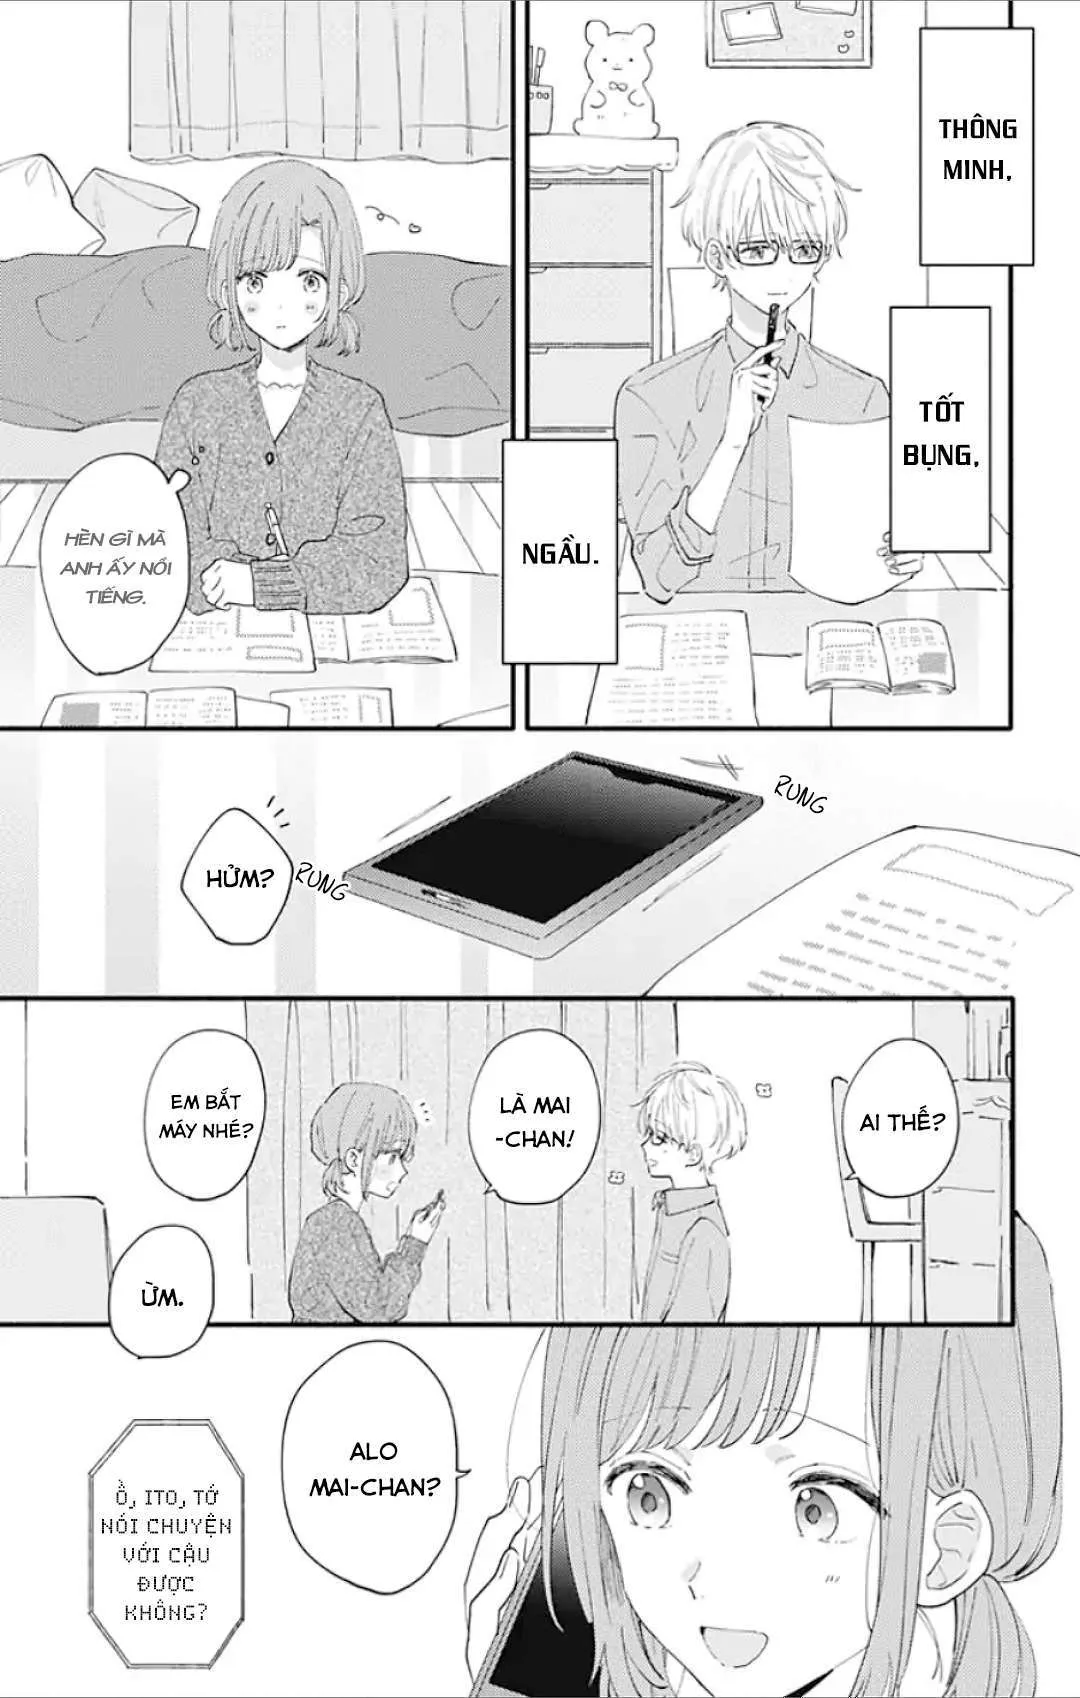 THÔNG
MINH,
TỐT
BỤNG,
NGẦU.
HÈN GÌ MÀ
ANH ẤY NỔI
TIẾNG.
RUNG
HỬM?
RUNG
AI THẾ?
LÀ MAI
-CHAN!
EM BẮT
MÁY NHÉ?
ỪM.
ALO
MAI-CHAN?
Ồ, ITO, TỚ
NÓI CHUYỆN
VỚI CẬU
ĐƯỢC
KHÔNG?